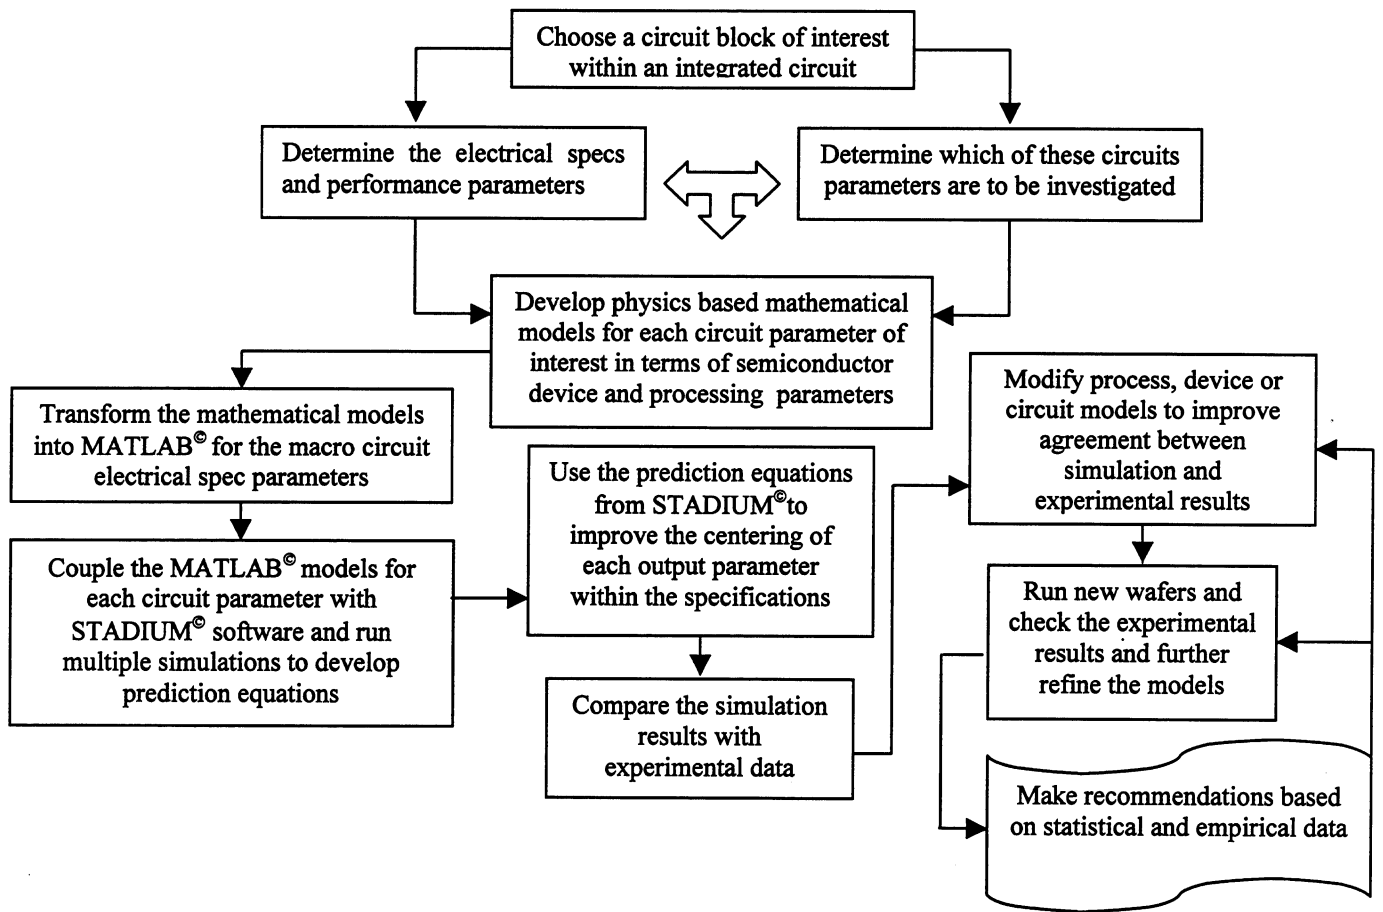 Choose a circuit block of interest
within an integrated circuit
Determine the electrical specs
and performance parameters
Determine which of these circuits
parameters are to be investigated
Develop physics based mathematical
models for each circuit parameter of
interest in terms of semiconductor
device and processing parameters
Transform the mathematical models
into MATLAB© for the macro circuit
electrical spec parameters
Couple the MATLAB© models for
each circuit parameter with
STADIUM© software and run
multiple simulations to develop
prediction equations
Use the prediction equations
from STADIUM©to
improve the centering of
each output parameter
within the specifications
Compare the simulation
results with
experimental data
Modify process, device or
circuit models to improve
agreement between
simulation and
experimental results
Run new wafers and
check the experimental
results and further
refine the models
Make recommendations based
on statistical and empirical data